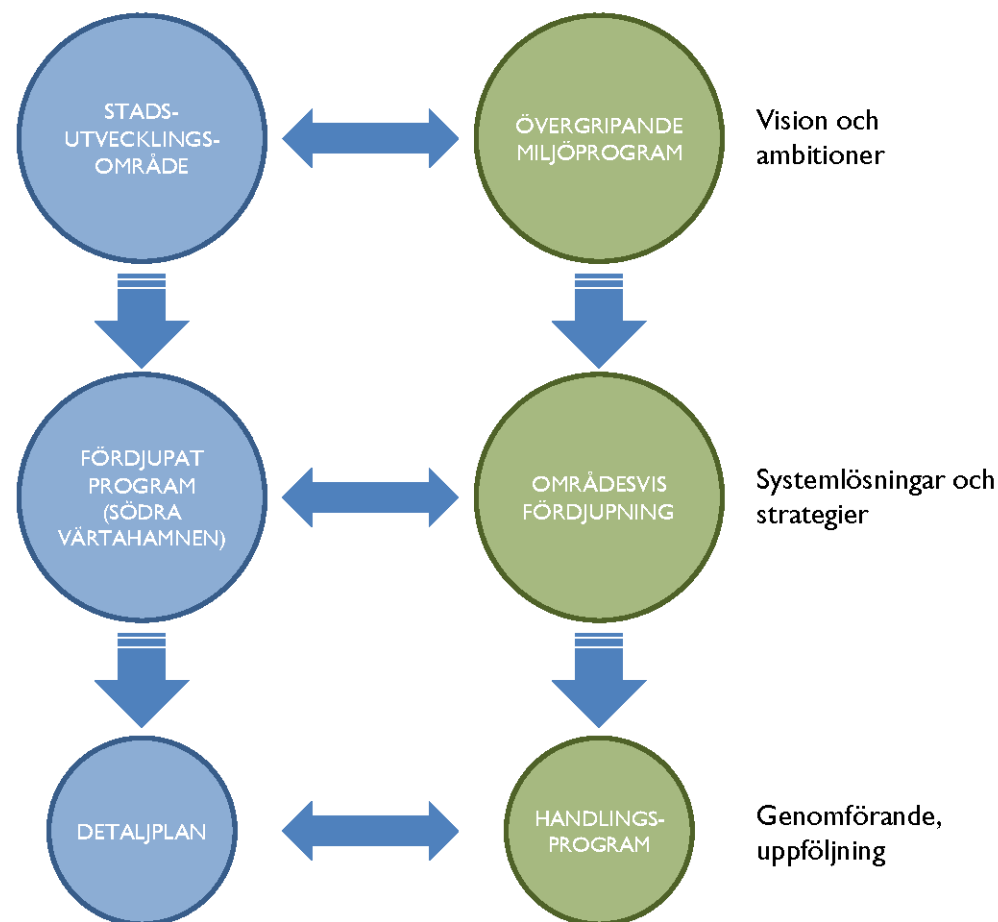 STADS-
UTVECKLINGS-
OMRÅDE
ÖVERGRIPANDE
MILJÖPROGRAM
Vision och
ambitioner
FÖRDJUPAT
PROGRAM
(SÖDRA
VÄRTAHAMNEN)
OMRÅDESVIS
FÖRDJUPNING
Systemlösningar och
strategier
DETALJPLAN
HANDLINGS-
PROGRAM
Genomförande,
uppföljning